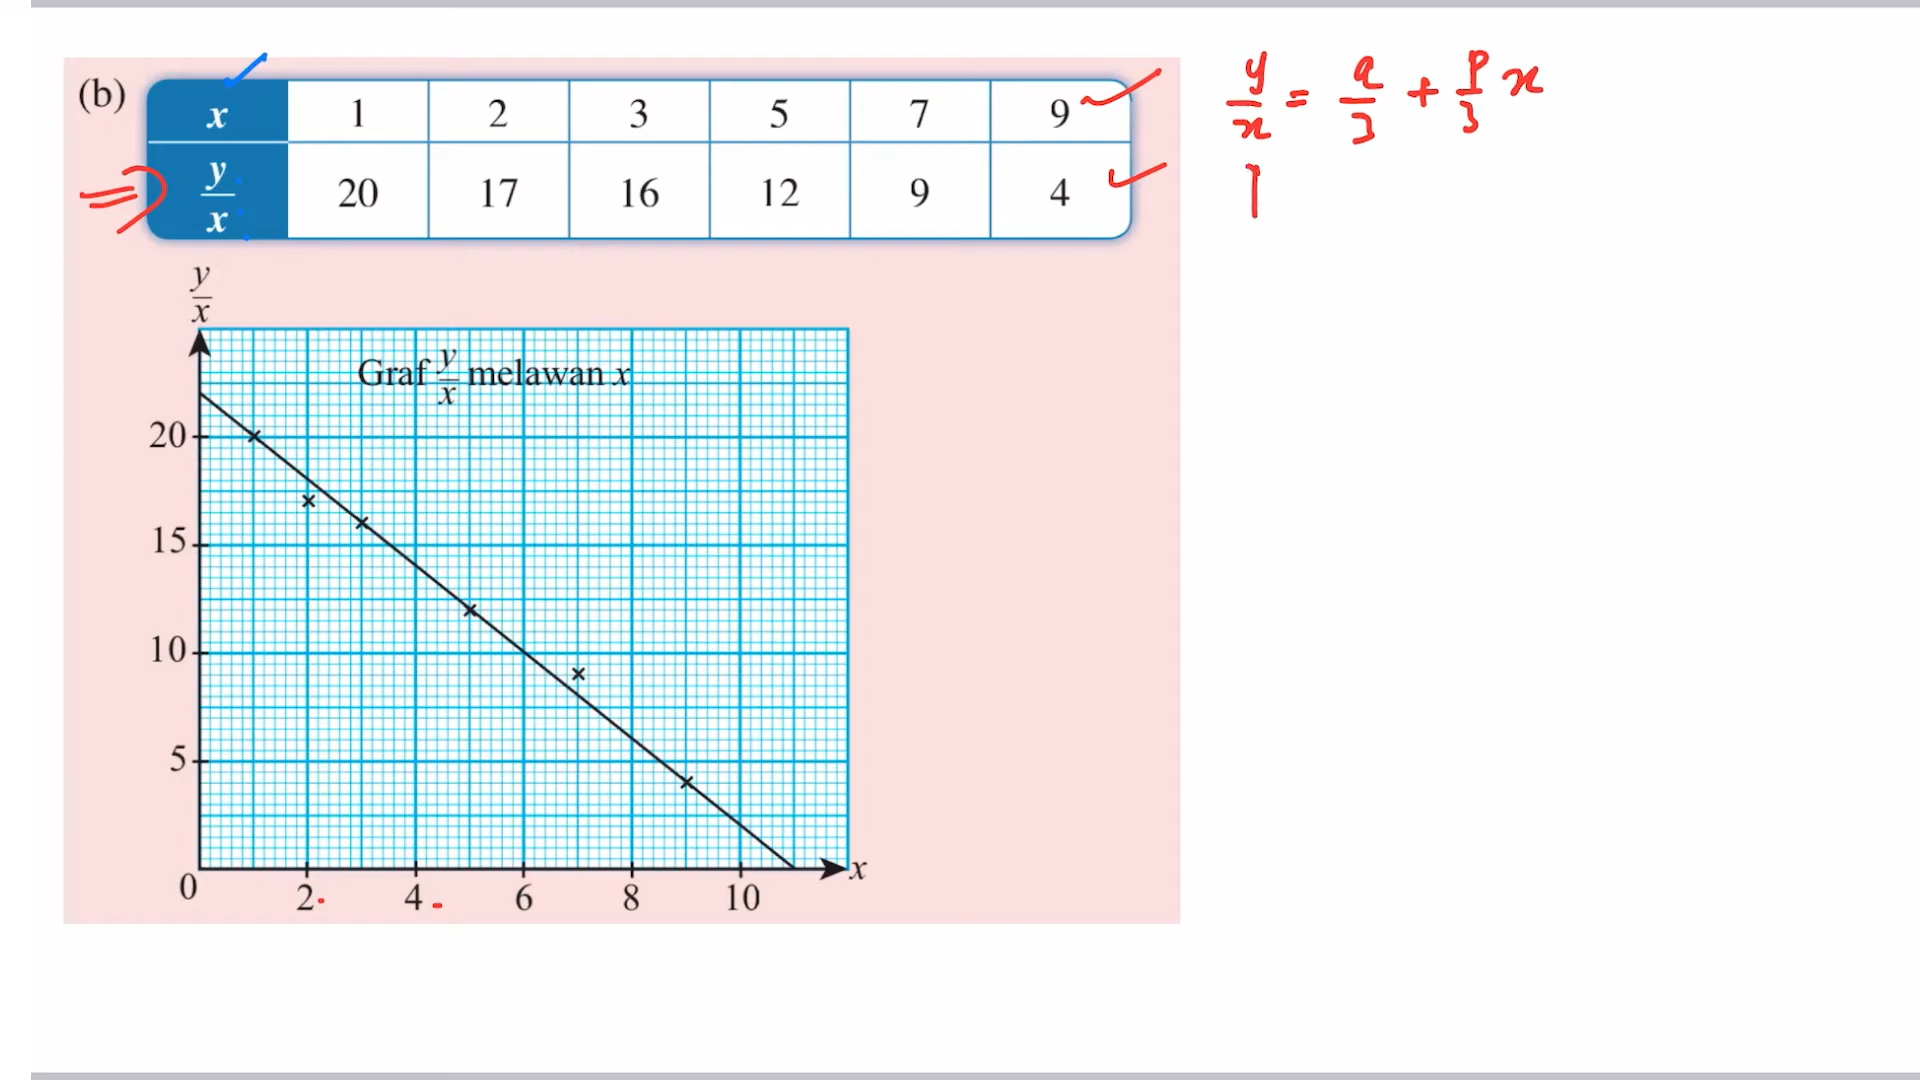 (b)
x 1 2 3 5 7 9
y/x 20 17 16 12 9 4
y/x = q/3 + p/3 x
y/x
Graf y/x melawan x
20
15
10
5
0 2 4 6 8 10 x